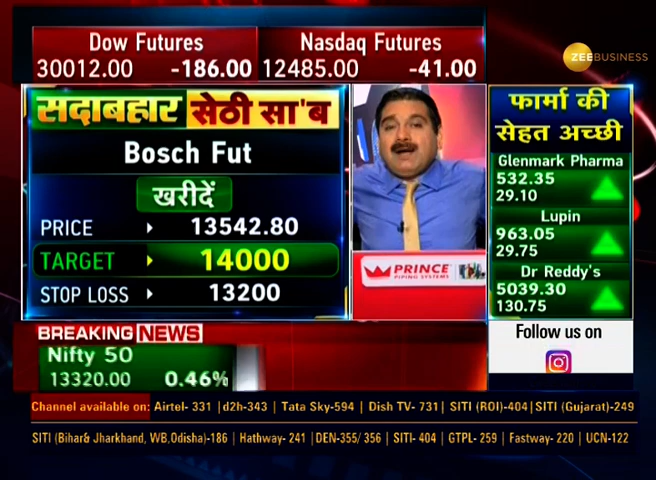 Dow Futures
30012.00 -186.00
Nasdaq Futures
12485.00 -41.00
ZEEBUSINESS
सदाबहार सेठी सा'ब
Bosch Fut
खरीदें
PRICE 13542.80
TARGET 14000
STOP LOSS 13200
PRINCE
PIPING SYSTEMS
फार्मा की
सेहत अच्छी
Glenmark Pharma
532.35
29.10
Lupin
963.05
29.75
Dr Reddy's
5039.30
130.75
Follow us on
BREAKING NEWS
Nifty 50
13320.00 0.46%
Channel available on: Airtel- 331 |d2h-343 | Tata Sky-594 | Dish TV- 731| SITI (ROI)-404|SITI (Gujarat)-249
SITI (Bihar& Jharkhand, WB,Odisha)-186 | Hathway- 241 |DEN-355/ 356 | SITI- 404 | GTPL- 259 | Fastway- 220 | UCN-122